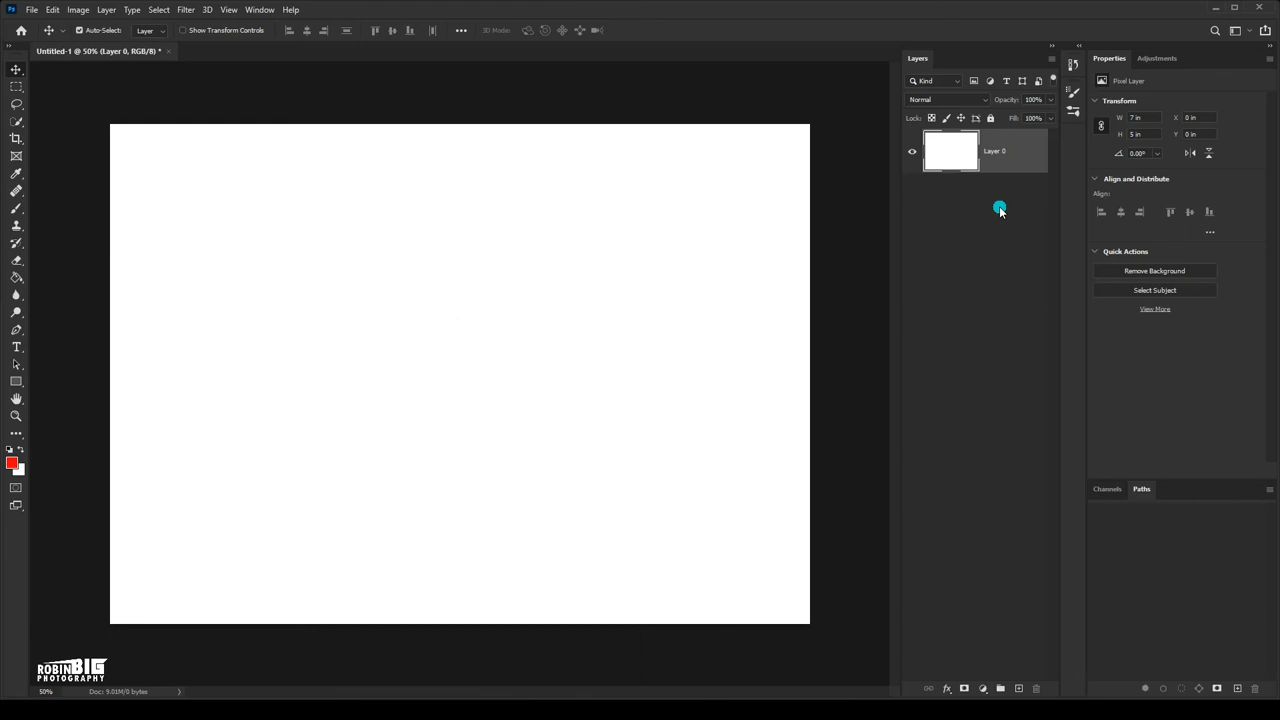 Ps File Edit Image Layer Type Select Filter 3D View Window Help
Auto-Select: Layer Show Transform Controls 3D Mode:
Untitled-1 @ 50% (Layer 0, RGB/8) * ×
Layers
Kind
Normal Opacity: 100%
Lock: Fill: 100%
Layer 0
Properties Adjustments
Pixel Layer
Transform
W 7 in X 0 in
H 5 in Y 0 in
0.00°
Align and Distribute
Align:
Quick Actions
Remove Background
Select Subject
View More
Channels Paths
ROBINBIG
PHOTOGRAPHY
50% Doc: 9.01M/0 bytes
fx